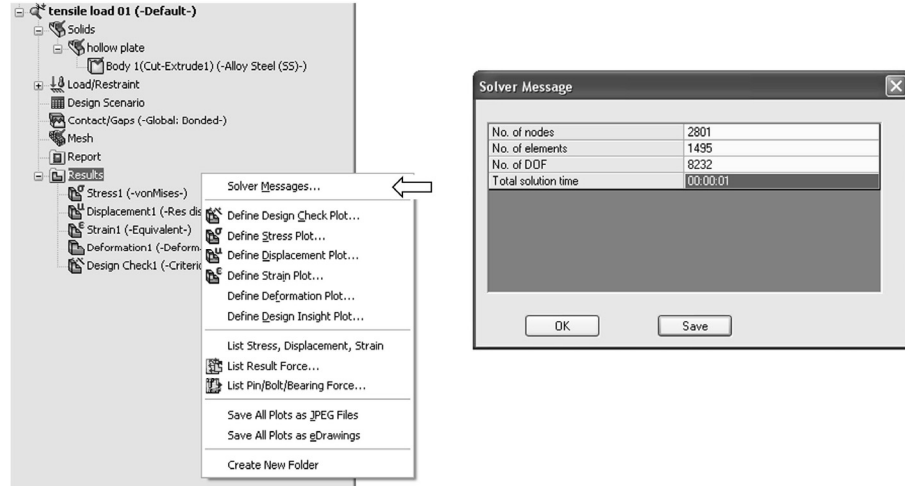 tensile load 01 (-Default-)
Solids
hollow plate
Body 1(Cut-Extrude1) (-Alloy Steel (SS)-)
Load/Restraint
Design Scenario
Contact/Gaps (-Global: Bonded-)
Mesh
Report
Results
Stress1 (-vonMises-)
Displacement1 (-Res dis
Strain1 (-Equivalent-)
Deformation1 (-Deform
Design Check1 (-Criteri
Solver Messages...
Define Design Check Plot...
Define Stress Plot...
Define Displacement Plot...
Define Strain Plot...
Define Deformation Plot...
Define Design Insight Plot...
List Stress, Displacement, Strain
List Result Force...
List Pin/Bolt/Bearing Force...
Save All Plots as JPEG Files
Save All Plots as eDrawings
Create New Folder
Solver Message
No. of nodes 2801
No. of elements 1495
No. of DOF 8232
Total solution time 00:00:01
OK Save